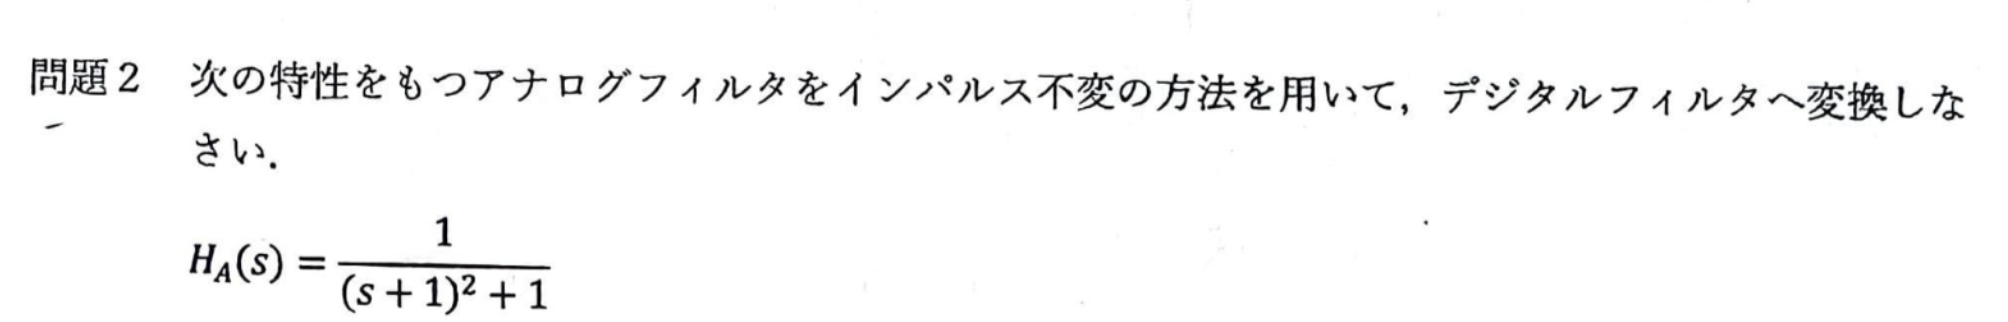 問題２　次の特性をもつアナログフィルタをインパルス不変の方法を用いて，デジタルフィルタへ変換しな
さい．
H_A(s) = 1 / ((s + 1)² + 1)